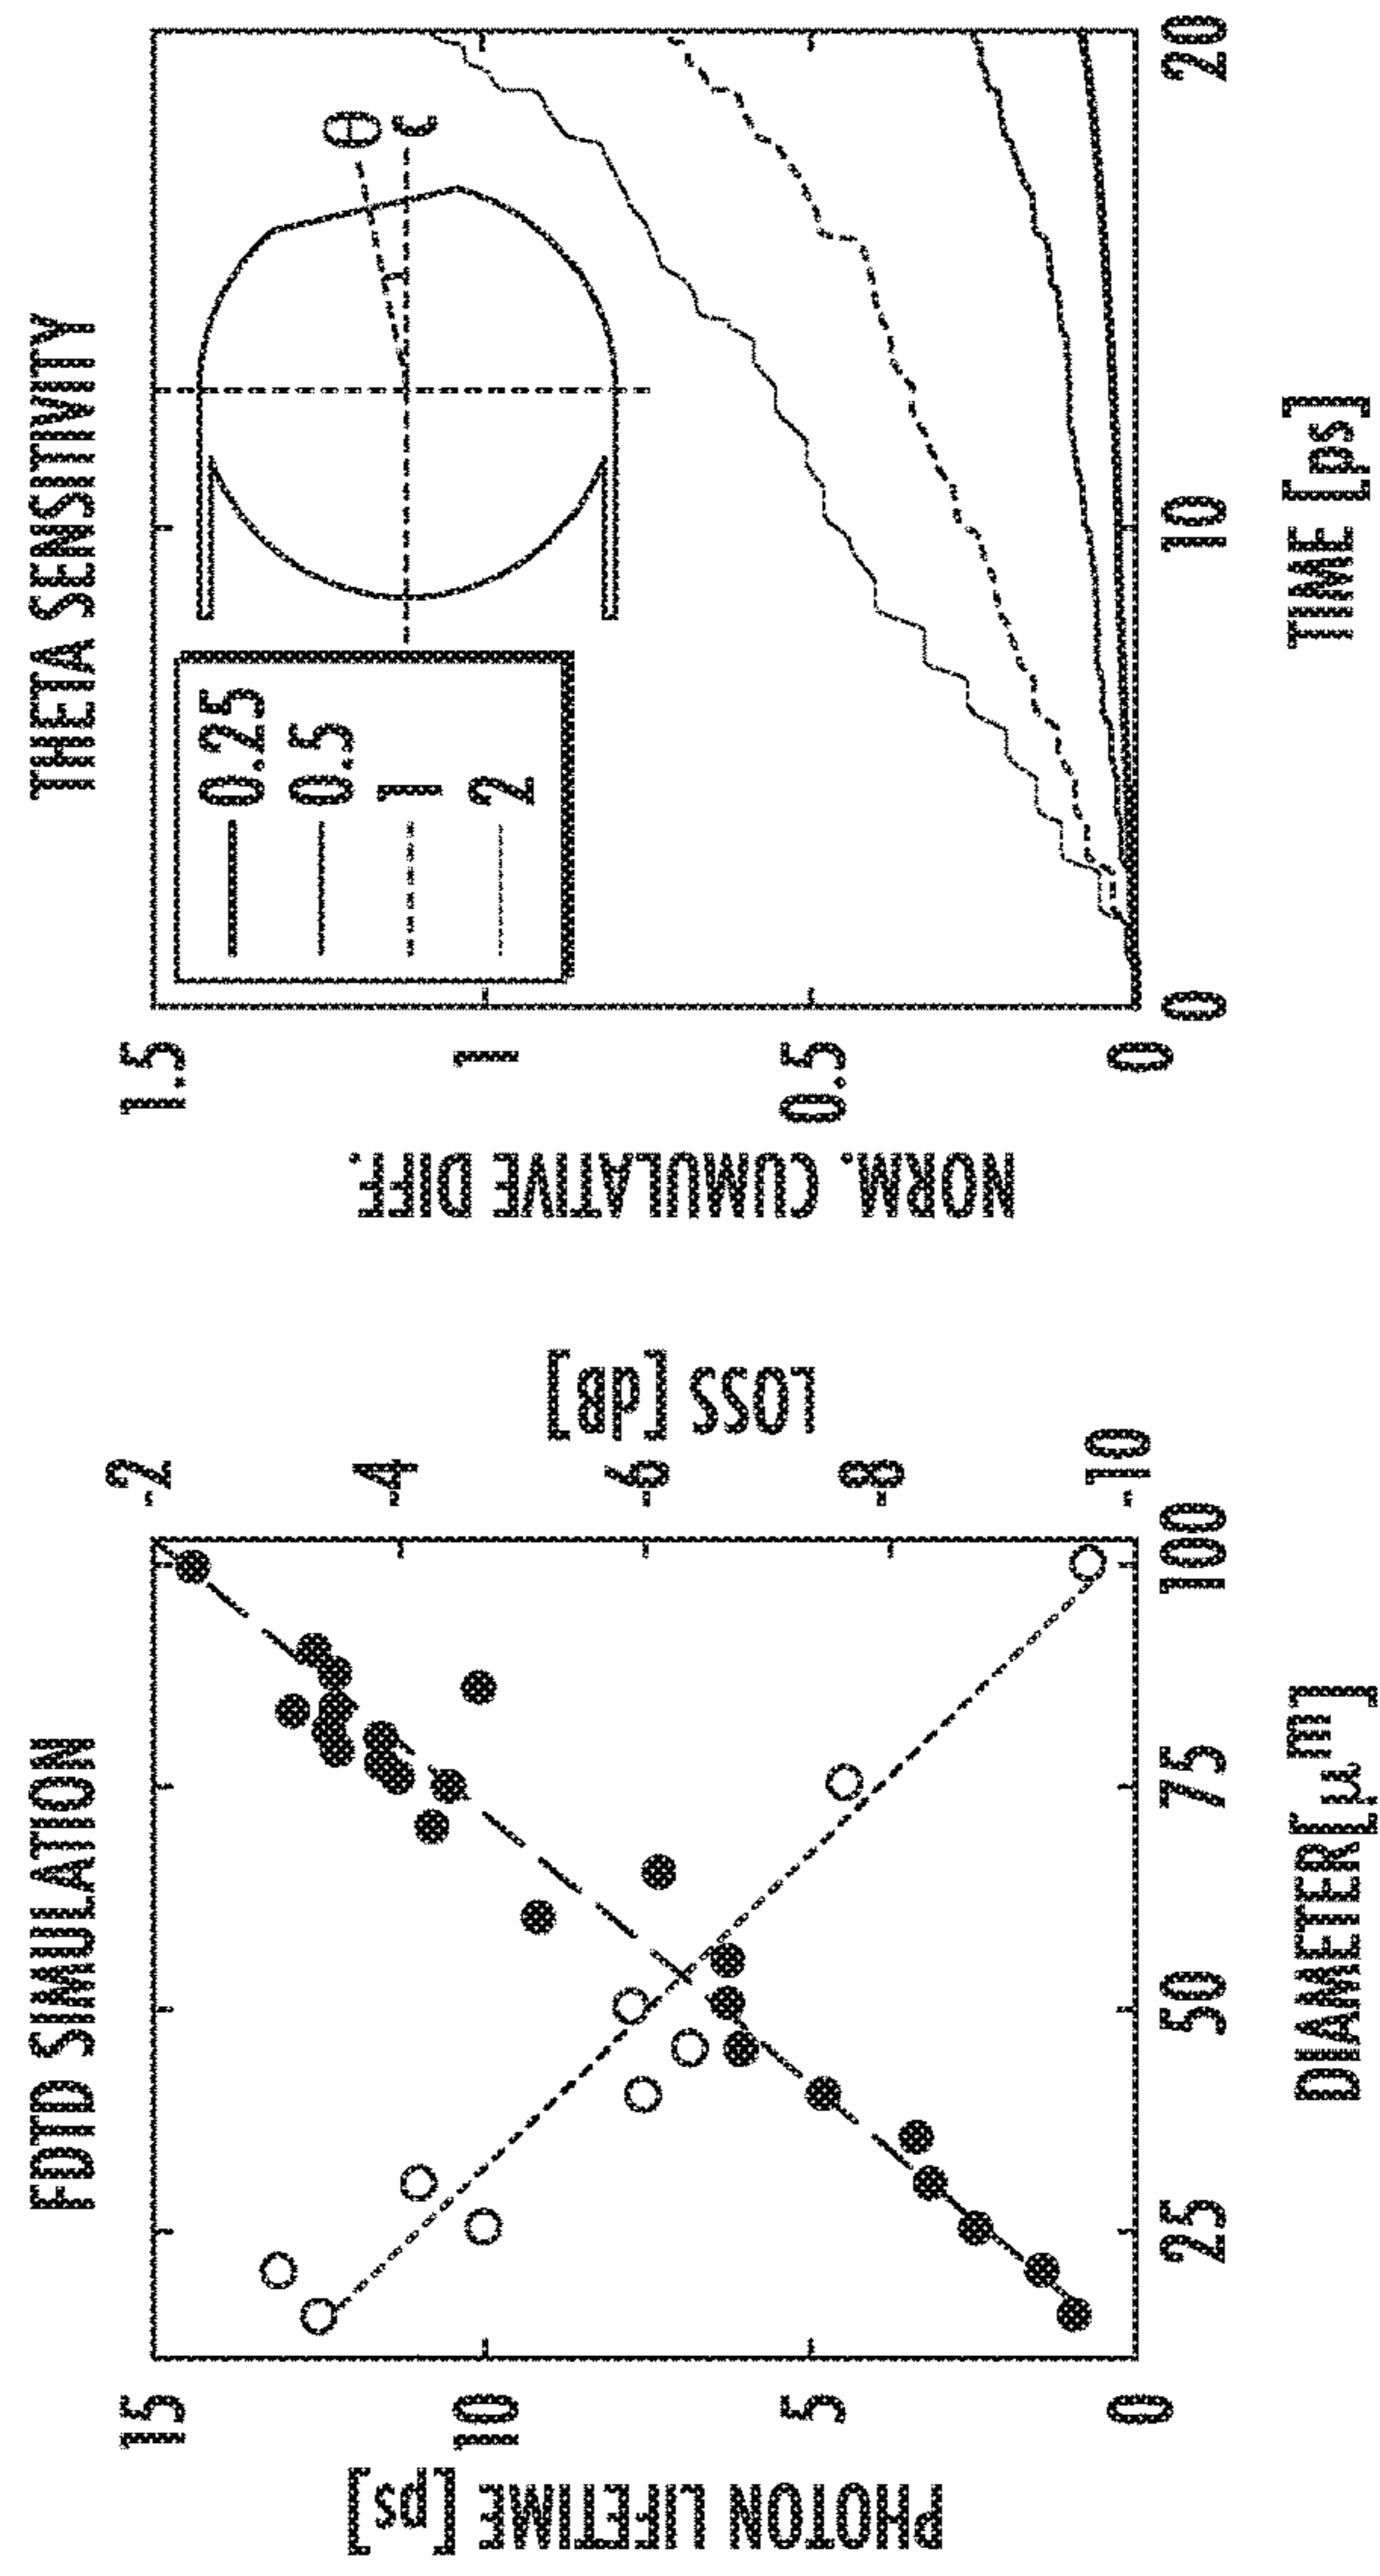 FDTD SIMULATION
PHOTON LIFETIME [ps]
15
10
5
0
25
50
75
100
DIAMETER[μm]
-2
-4
-6
-8
-10
LOSS [dB]
THETA SENSITIVITY
NORM. CUMULATIVE DIFF.
1.5
1
0.5
0
0.25
0.5
1
2
θ
ϵ
0
10
20
TIME [ps]